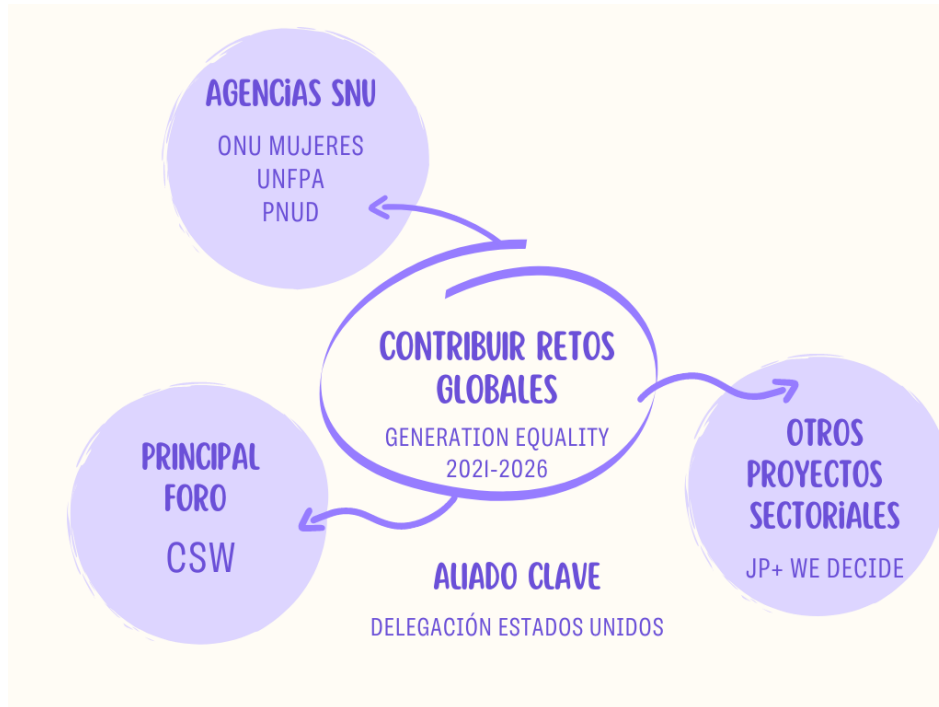 AGENCIAS SNU
ONU MUJERES
UNFPA
PNUD
CONTRIBUIR RETOS
GLOBALES
GENERATION EQUALITY
2021-2026
PRINCIPAL
FORO
CSW
OTROS
PROYECTOS
SECTORIALES
JP+ WE DECIDE
ALIADO CLAVE
DELEGACIÓN ESTADOS UNIDOS